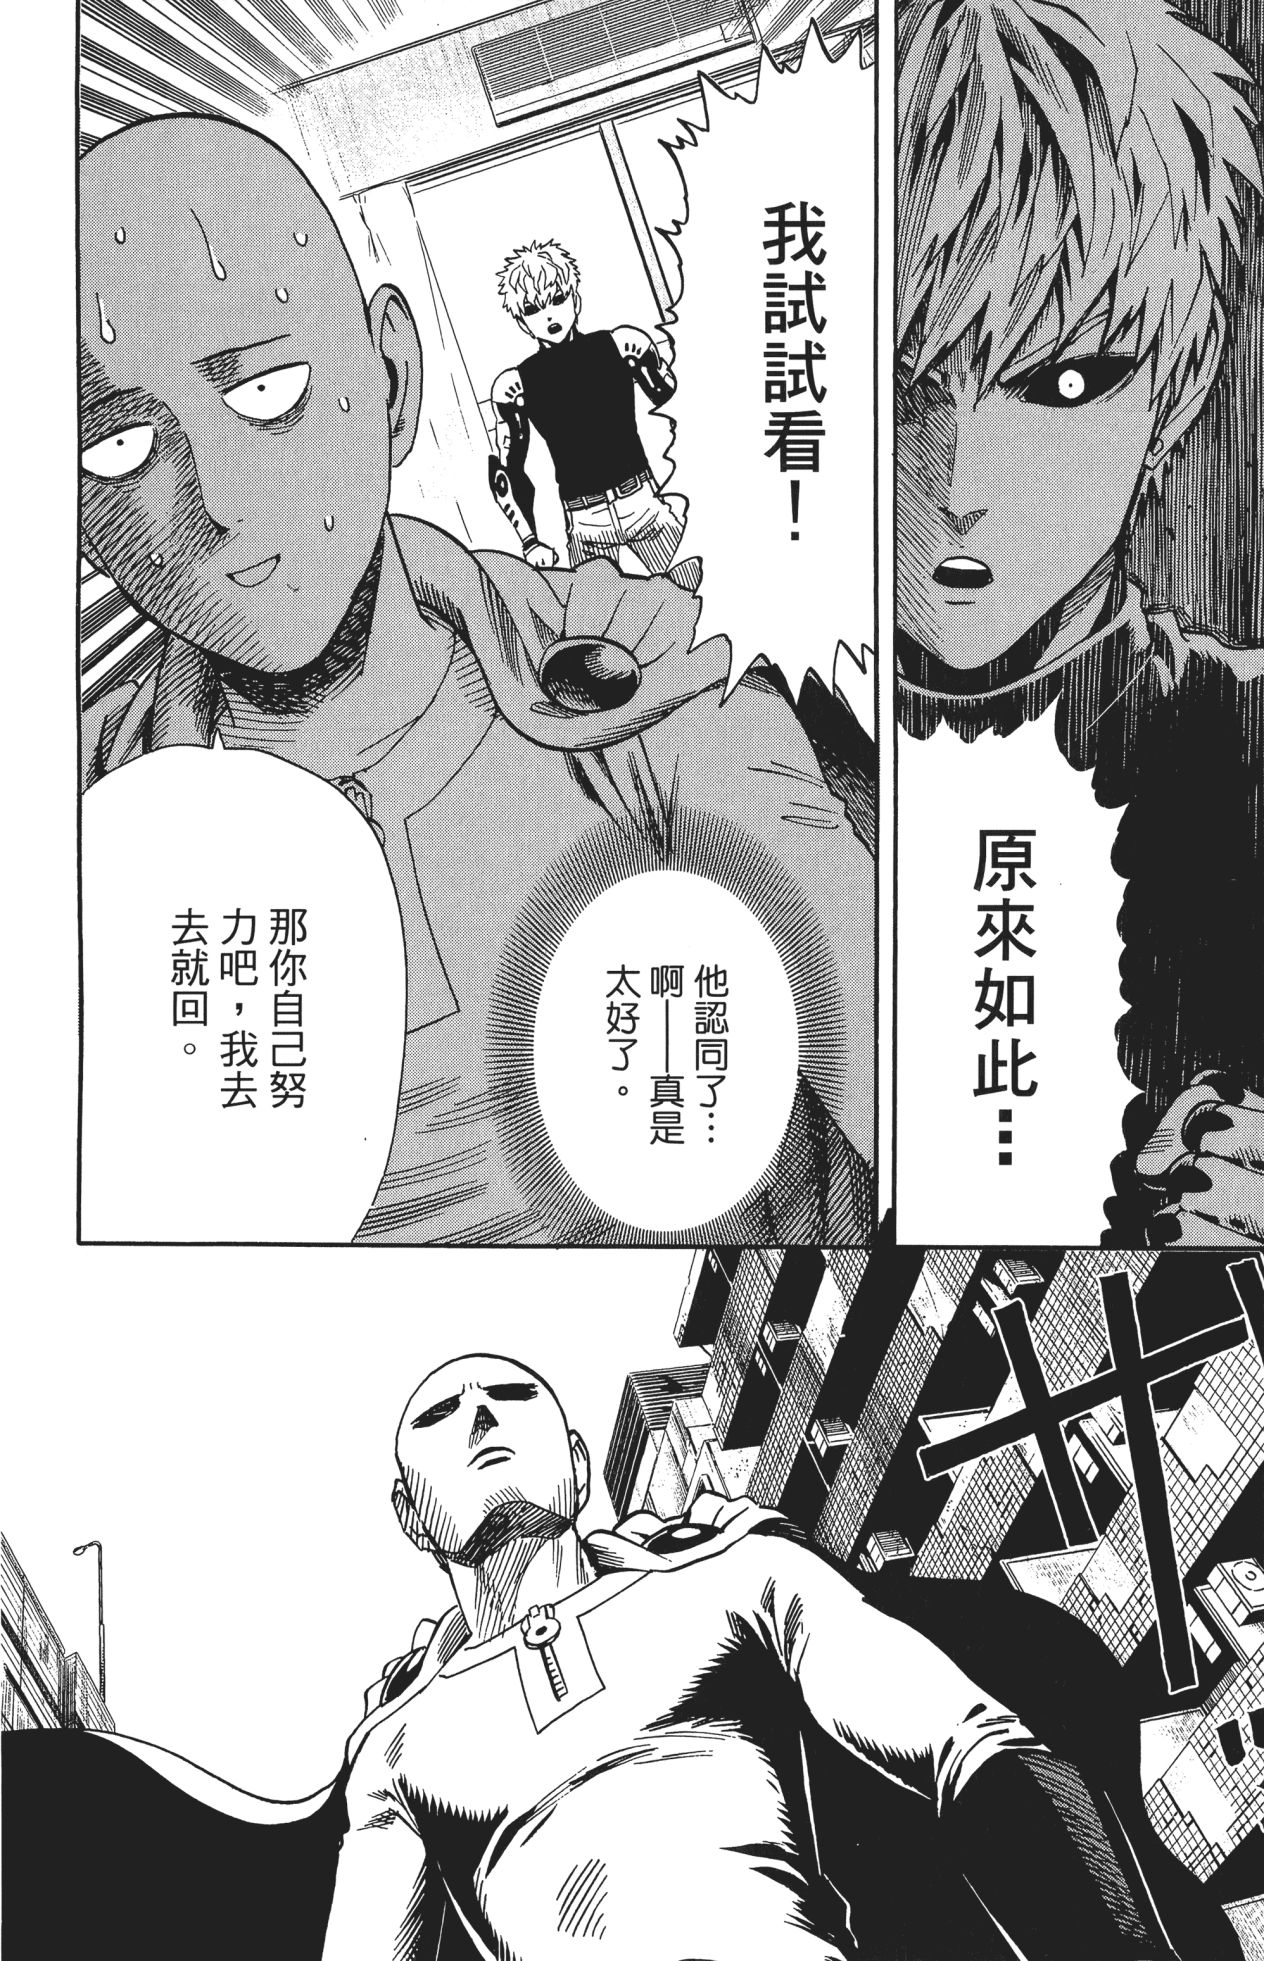 原來如此…
我試試看！
他認同了…
啊——真是
太好了。
那你自己努
力吧，我去
去就回。